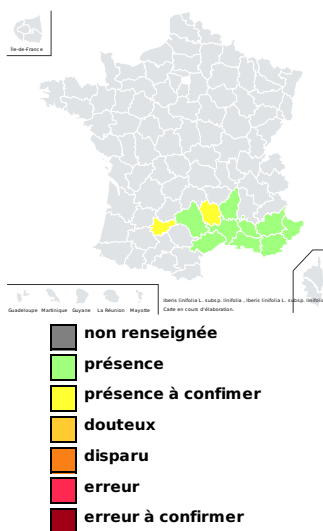 Île-de-France
Iberis linifolia L. subsp. linifolia , Iberis linifolia L. subsp. linifolia
Carte en cours d'élaboration.
Guadeloupe Martinique Guyane La Réunion Mayotte
non renseignée
présence
présence à confimer
douteux
disparu
erreur
erreur à confirmer